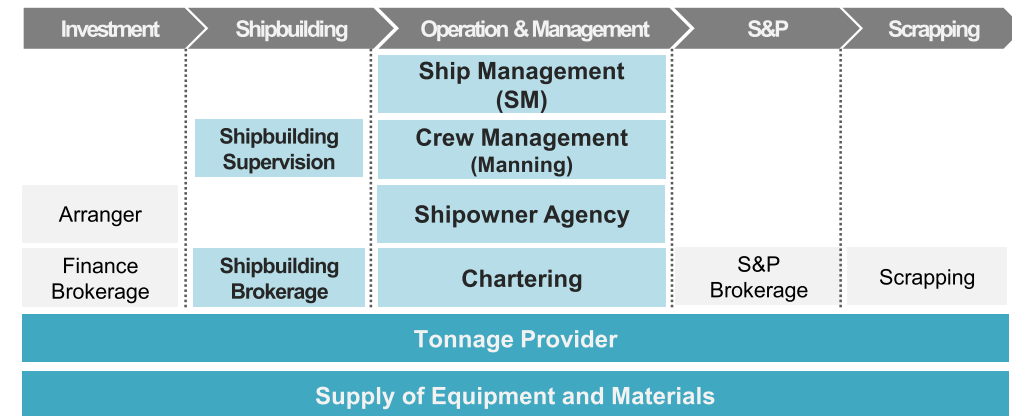 Investment
Shipbuilding
Operation & Management
S&P
Scrapping
Ship Management
(SM)
Shipbuilding
Supervision
Crew Management
(Manning)
Arranger
Shipowner Agency
Finance
Brokerage
Shipbuilding
Brokerage
Chartering
S&P
Brokerage
Scrapping
Tonnage Provider
Supply of Equipment and Materials